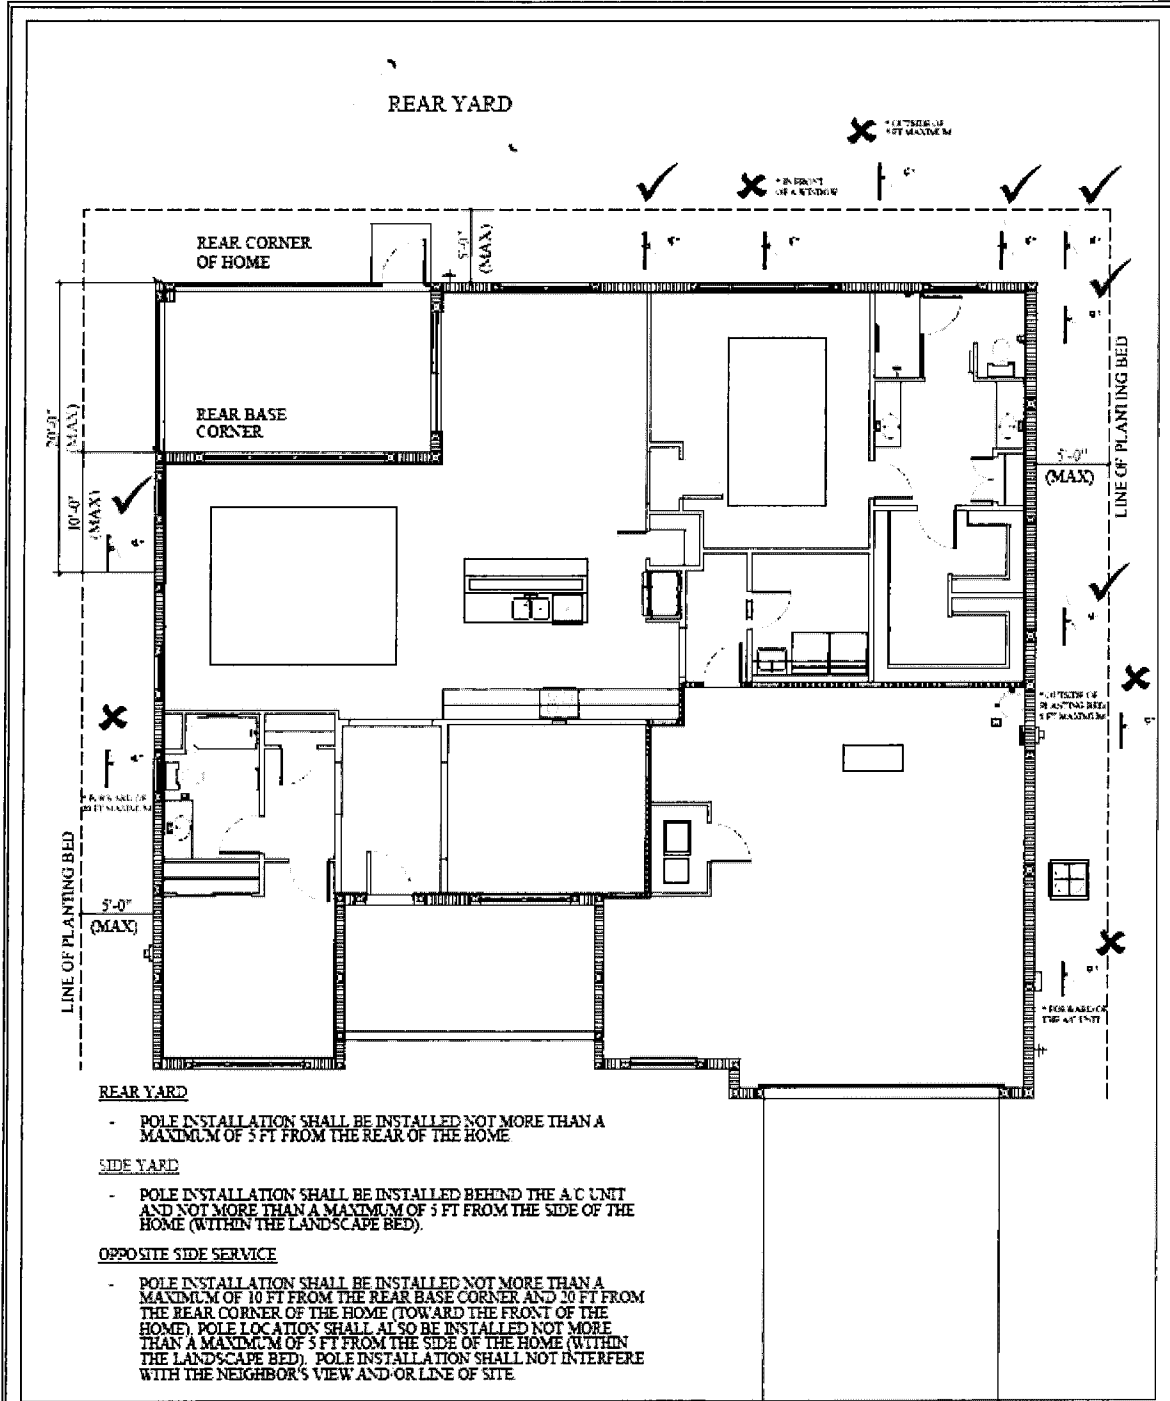 REAR YARD
* OUTSIDE OF
5 FT MAXIMUM
* IN FRONT
OF A WINDOW
REAR CORNER
OF HOME
5'-0"
(MAX)
REAR BASE
CORNER
20'-0"
(MAX)
10'-0"
(MAX)
5'-0"
(MAX)
LINE OF PLANTING BED
* OUTSIDE OF
PLANTING BED/
5 FT MAXIMUM
* FORWARD OF
20 FT MAXIMUM
LINE OF PLANTING BED
5'-0"
(MAX)
* FORWARD OF
THE A/C UNIT
REAR YARD
- POLE INSTALLATION SHALL BE INSTALLED NOT MORE THAN A
MAXIMUM OF 5 FT FROM THE REAR OF THE HOME
SIDE YARD
- POLE INSTALLATION SHALL BE INSTALLED BEHIND THE A/C UNIT
AND NOT MORE THAN A MAXIMUM OF 5 FT FROM THE SIDE OF THE
HOME (WITHIN THE LANDSCAPE BED).
OPPOSITE SIDE SERVICE
- POLE INSTALLATION SHALL BE INSTALLED NOT MORE THAN A
MAXIMUM OF 10 FT FROM THE REAR BASE CORNER AND 20 FT FROM
THE REAR CORNER OF THE HOME (TOWARD THE FRONT OF THE
HOME). POLE LOCATION SHALL ALSO BE INSTALLED NOT MORE
THAN A MAXIMUM OF 5 FT FROM THE SIDE OF THE HOME (WITHIN
THE LANDSCAPE BED). POLE INSTALLATION SHALL NOT INTERFERE
WITH THE NEIGHBOR'S VIEW AND/OR LINE OF SITE